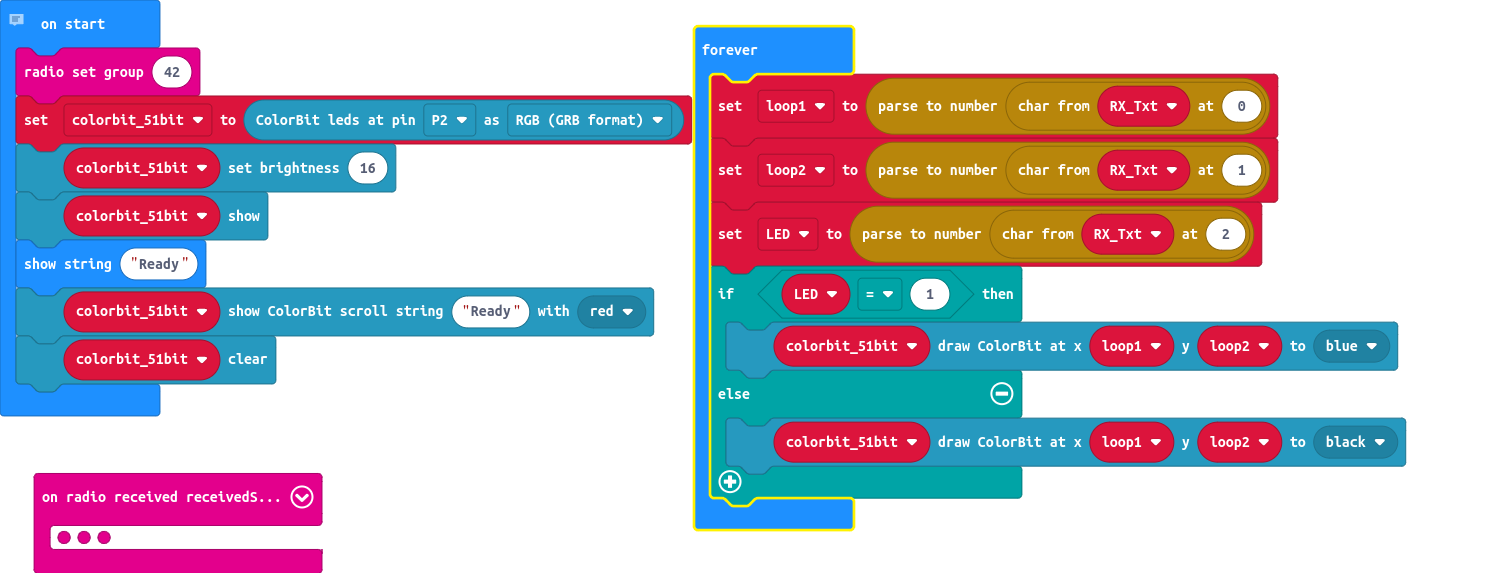 on start
radio set group 42
set colorbit_51bit to ColorBit leds at pin P2 as RGB (GRB format)
colorbit_51bit set brightness 16
colorbit_51bit show
show string "Ready"
colorbit_51bit show ColorBit scroll string "Ready" with red
colorbit_51bit clear
on radio received receivedS...
forever
set loop1 to parse to number char from RX_Txt at 0
set loop2 to parse to number char from RX_Txt at 1
set LED to parse to number char from RX_Txt at 2
if LED = 1 then
colorbit_51bit draw ColorBit at x loop1 y loop2 to blue
else
colorbit_51bit draw ColorBit at x loop1 y loop2 to black